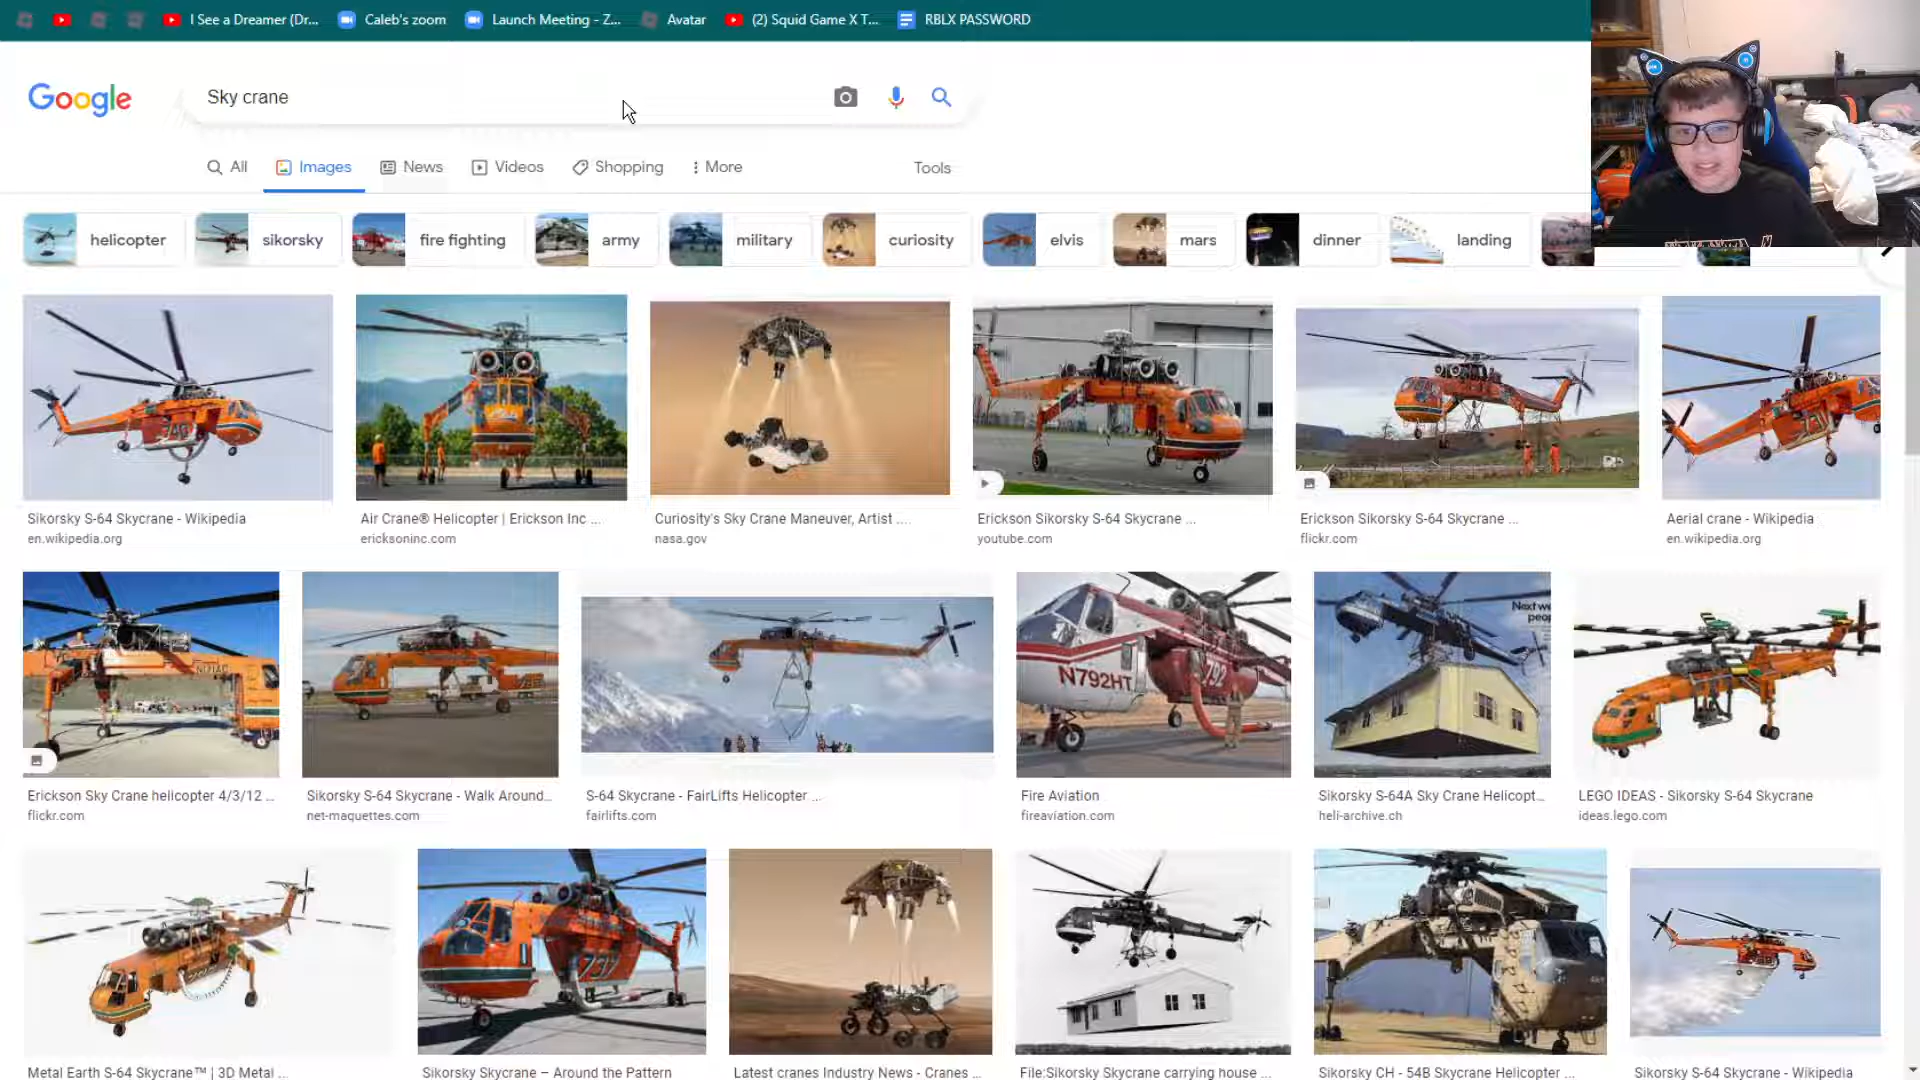 I See a Dreamer (Dr...
Caleb's zoom
Launch Meeting - Z...
Avatar
(2) Squid Game X T...
RBLX PASSWORD
Google
Sky crane
All
Images
News
Videos
Shopping
More
Tools
helicopter
sikorsky
fire fighting
army
military
curiosity
elvis
mars
dinner
landing
Sikorsky S-64 Skycrane - Wikipedia
en.wikipedia.org
Air Crane® Helicopter | Erickson Inc ...
ericksoninc.com
Curiosity's Sky Crane Maneuver, Artist ...
nasa.gov
Erickson Sikorsky S-64 Skycrane ...
youtube.com
Erickson Sikorsky S-64 Skycrane ...
flickr.com
Aerial crane - Wikipedia
en.wikipedia.org
N792HT
792
Erickson Sky Crane helicopter 4/3/12 ...
flickr.com
Sikorsky S-64 Skycrane - Walk Around...
net-maquettes.com
S-64 Skycrane - FairLifts Helicopter ...
fairlifts.com
Fire Aviation
fireaviation.com
Sikorsky S-64A Sky Crane Helicopt...
heli-archive.ch
LEGO IDEAS - Sikorsky S-64 Skycrane
ideas.lego.com
Metal Earth S-64 Skycrane™ | 3D Metal ...
Sikorsky Skycrane – Around the Pattern
Latest cranes Industry News - Cranes ...
File:Sikorsky Skycrane carrying house ...
Sikorsky CH - 54B Skycrane Helicopter ...
Sikorsky S-64 Skycrane - Wikipedia